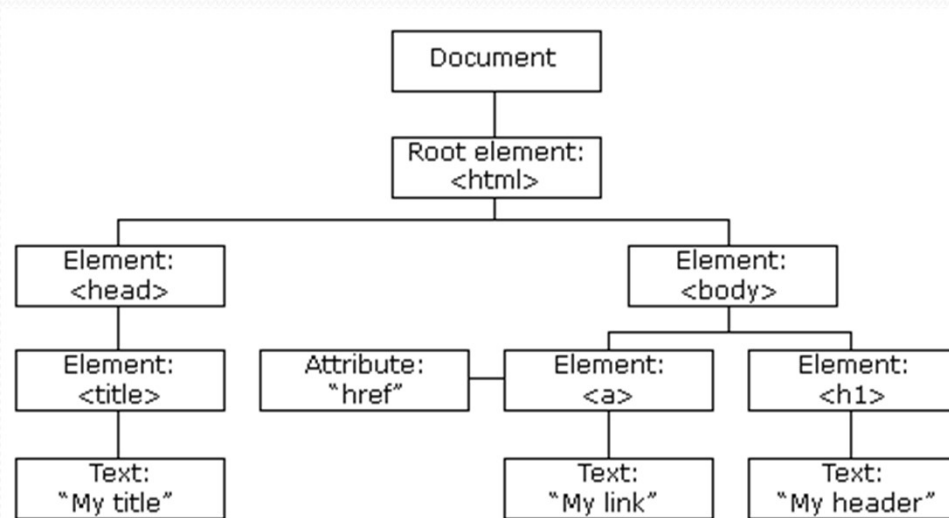 Document
Root element:
<html>
Element:
<head>
Element:
<body>
Element:
<title>
Attribute:
“href”
Element:
<a>
Element:
<h1>
Text:
“My title”
Text:
“My link”
Text:
“My header”